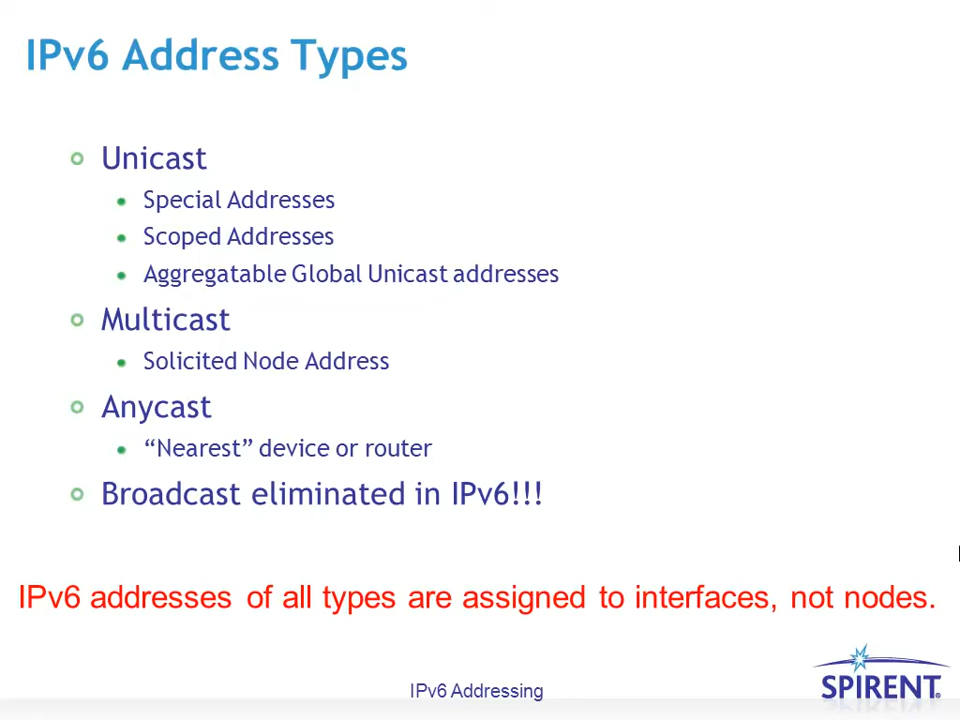 IPv6 Address Types
Unicast
Special Addresses
Scoped Addresses
Aggregatable Global Unicast addresses
Multicast
Solicited Node Address
Anycast
“Nearest” device or router
Broadcast eliminated in IPv6!!!
IPv6 addresses of all types are assigned to interfaces, not nodes.
IPv6 Addressing
SPIRENT®